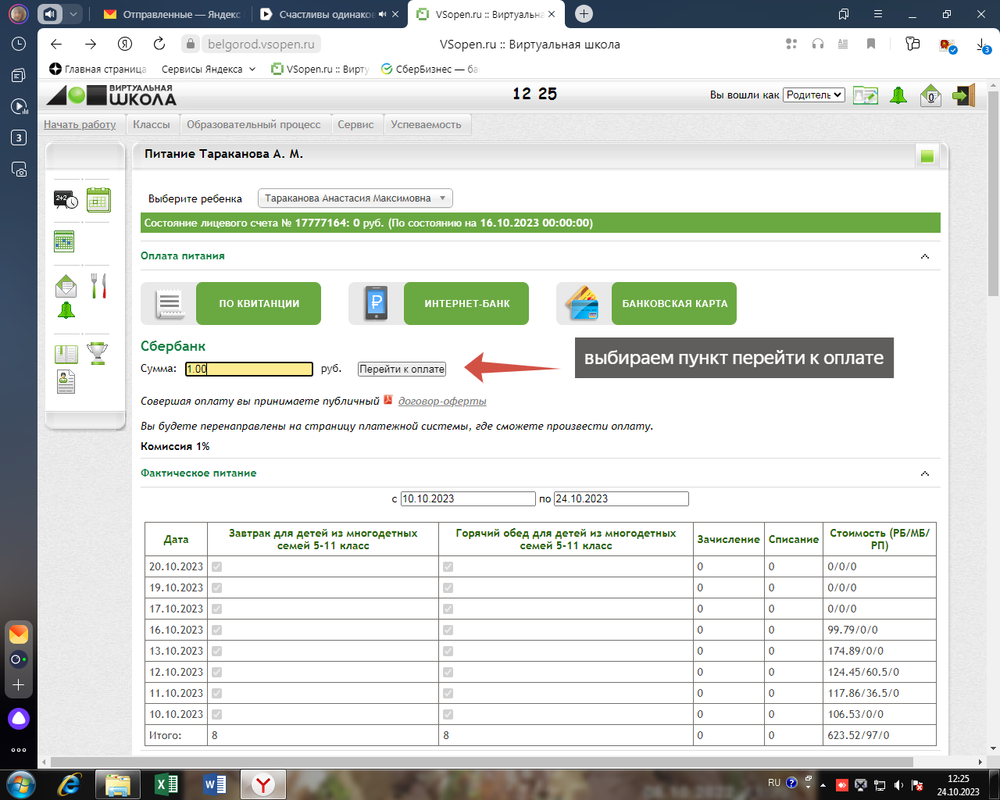 Отправленные — Яндекс
Счастливы одинаков
VSopen.ru :: Виртуальна
belgorod.vsopen.ru
VSopen.ru :: Виртуальная школа
Главная страница
Сервисы Яндекса
VSopen.ru :: Вирту
СберБизнес — ба
3
3
ВИРТУАЛЬНАЯ
ШКОЛА
12 25
Вы вошли как
Родитель
0
Начать работу
Классы
Образовательный процесс
Сервис
Успеваемость
Питание Тараканова А. М.
2+2
Выберите ребенка
Тараканова Анастасия Максимовна
Состояние лицевого счета № 17777164: 0 руб. (По состоянию на 16.10.2023 00:00:00)
Оплата питания
ПО КВИТАНЦИИ
ИНТЕРНЕТ-БАНК
БАНКОВСКАЯ КАРТА
Сбербанк
Сумма: 1.00 руб. Перейти к оплате
выбираем пункт перейти к оплате
Совершая оплату вы принимаете публичный договор-оферты
Вы будете перенаправлены на страницу платежной системы, где сможете произвести оплату.
Комиссия 1%
Фактическое питание
с 10.10.2023 по 24.10.2023
Дата
Завтрак для детей из многодетных
семей 5-11 класс
Горячий обед для детей из многодетных
семей 5-11 класс
Зачисление
Списание
Стоимость (РБ/МБ/
РП)
20.10.2023 0 0 0/0/0
19.10.2023 0 0 0/0/0
17.10.2023 0 0 0/0/0
16.10.2023 0 0 99.79/0/0
13.10.2023 0 0 174.89/0/0
12.10.2023 0 0 124.45/60.5/0
11.10.2023 0 0 117.86/36.5/0
10.10.2023 0 0 106.53/0/0
Итого: 8 8 0 0 623.52/97/0
RU
12:25
24.10.2023